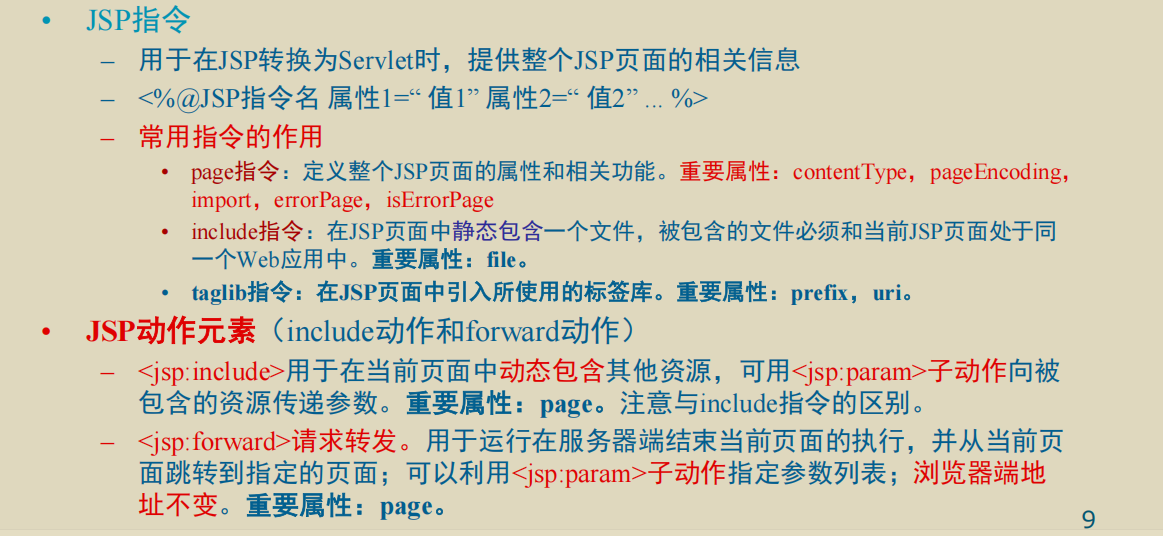 • JSP指令
– 用于在JSP转换为Servlet时，提供整个JSP页面的相关信息
– <%@JSP指令名 属性1=“ 值1” 属性2=“ 值2” ... %>
– 常用指令的作用
• page指令：定义整个JSP页面的属性和相关功能。重要属性：contentType，pageEncoding，
import，errorPage，isErrorPage
• include指令：在JSP页面中静态包含一个文件，被包含的文件必须和当前JSP页面处于同
一个Web应用中。重要属性：file。
• taglib指令：在JSP页面中引入所使用的标签库。重要属性：prefix，uri。
• JSP动作元素（include动作和forward动作）
– <jsp:include>用于在当前页面中动态包含其他资源，可用<jsp:param>子动作向被
包含的资源传递参数。重要属性：page。注意与include指令的区别。
– <jsp:forward>请求转发。用于运行在服务器端结束当前页面的执行，并从当前页
面跳转到指定的页面；可以利用<jsp:param>子动作指定参数列表；浏览器端地
址不变。重要属性：page。
9